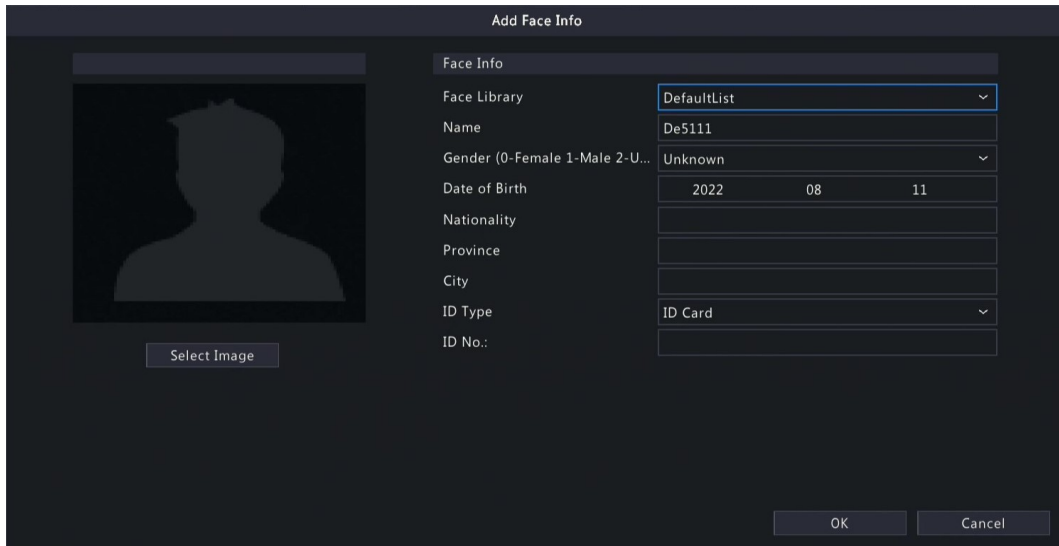 Add Face Info
Face Info
Face Library DefaultList
Name De5111
Gender (0-Female 1-Male 2-U... Unknown
Date of Birth 2022 08 11
Nationality
Province
City
ID Type ID Card
ID No.:
Select Image
OK Cancel